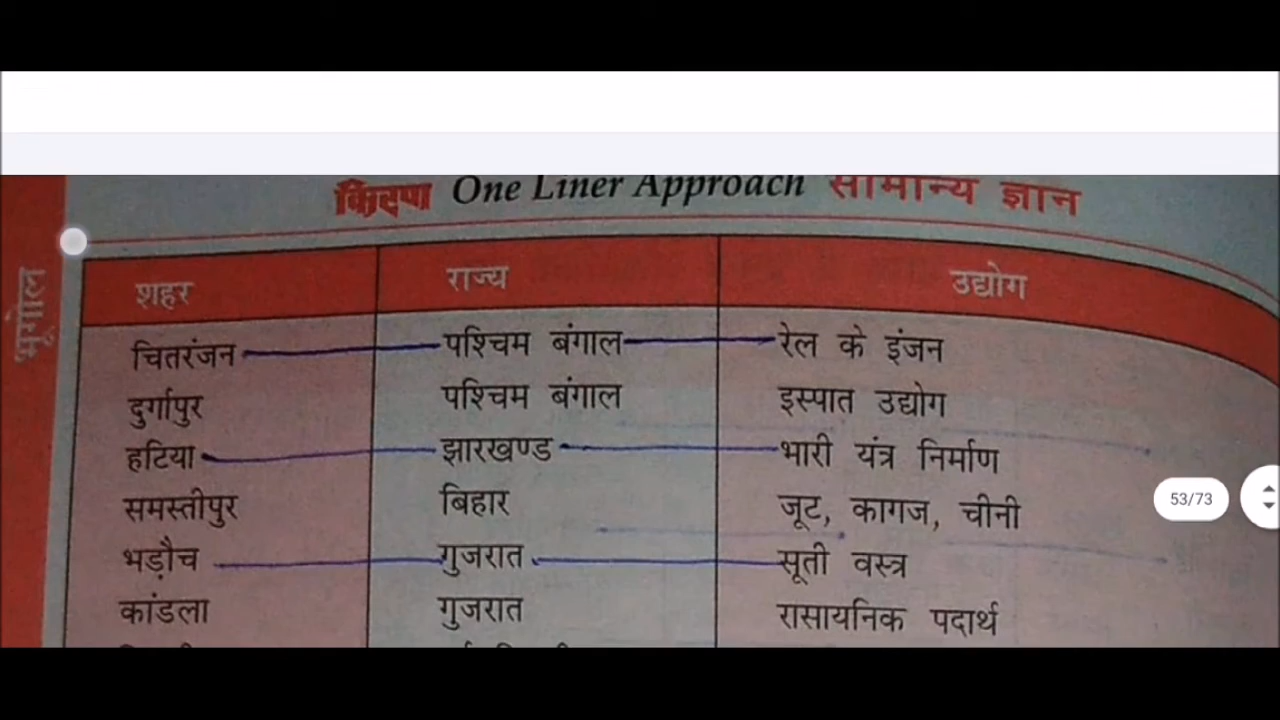 किरण One Liner Approach सामान्य ज्ञान
भूगोल
शहर राज्य उद्योग
चितरंजन पश्चिम बंगाल रेल के इंजन
दुर्गापुर पश्चिम बंगाल इस्पात उद्योग
हटिया झारखण्ड भारी यंत्र निर्माण
समस्तीपुर बिहार जूट, कागज, चीनी
53/73
भड़ौच गुजरात सूती वस्त्र
कांडला गुजरात रासायनिक पदार्थ